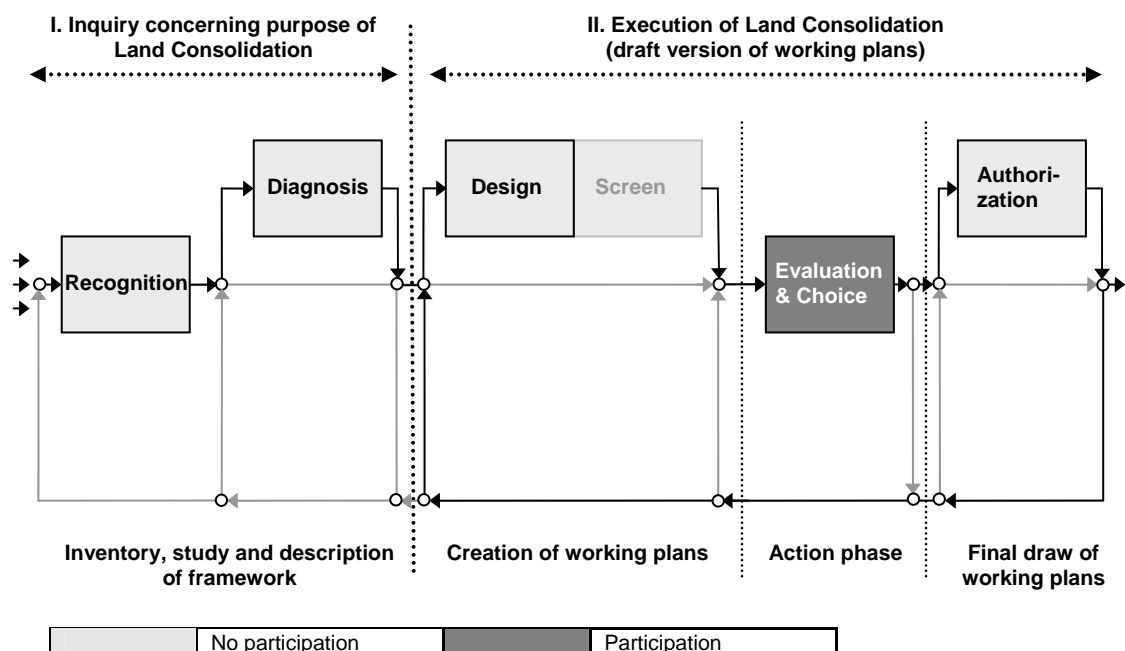 I. Inquiry concerning purpose of
Land Consolidation
II. Execution of Land Consolidation
(draft version of working plans)
Diagnosis
Design
Screen
Authori-
zation
Recognition
Evaluation
& Choice
Inventory, study and description
of framework
Creation of working plans
Action phase
Final draw of
working plans
No participation
Participation